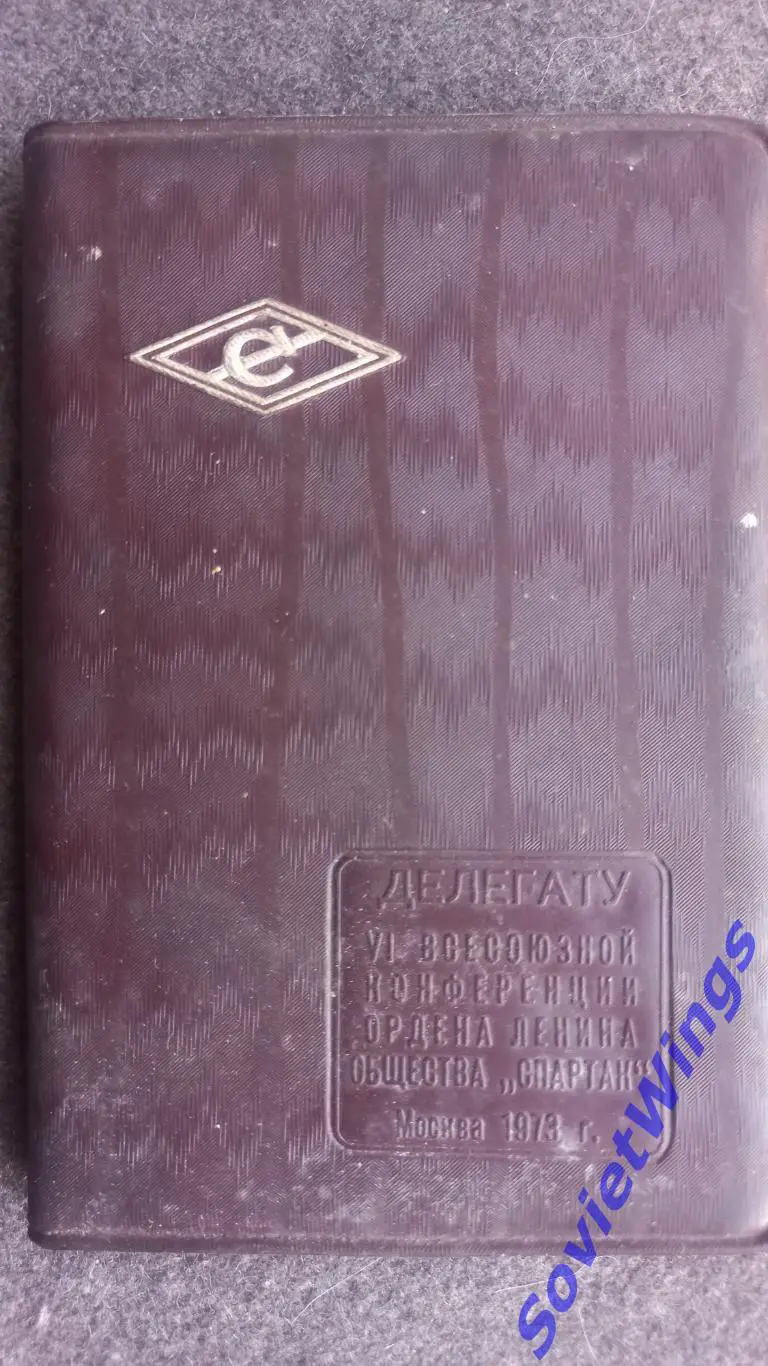 с
ДЕЛЕГАТУ
VI ВСЕСОЮЗНОЙ
КОНФЕРЕНЦИИ
ОРДЕНА ЛЕНИНА
ОБЩЕСТВА „СПАРТАК"
Москва 1973 г.
SovietWings